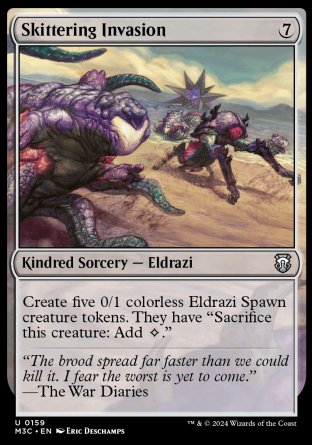 Skittering Invasion 7
Kindred Sorcery — Eldrazi
Create five 0/1 colorless Eldrazi Spawn
creature tokens. They have “Sacrifice
this creature: Add ◇.”
“The brood spread far faster than we could
kill it. I fear the worst is yet to come.”
—The War Diaries
U 0159
M3C • EN Eric Deschamps
™ & © 2024 Wizards of the Coast